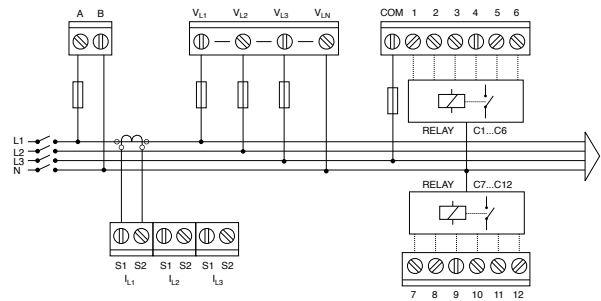 A B
VL1 VL2 VL3 VLN
COM 1 2 3 4 5 6
RELAY C1...C6
L1
L2
L3
N
RELAY C7...C12
S1 S2 S1 S2 S1 S2
IL1 IL2 IL3
7 8 9 10 11 12